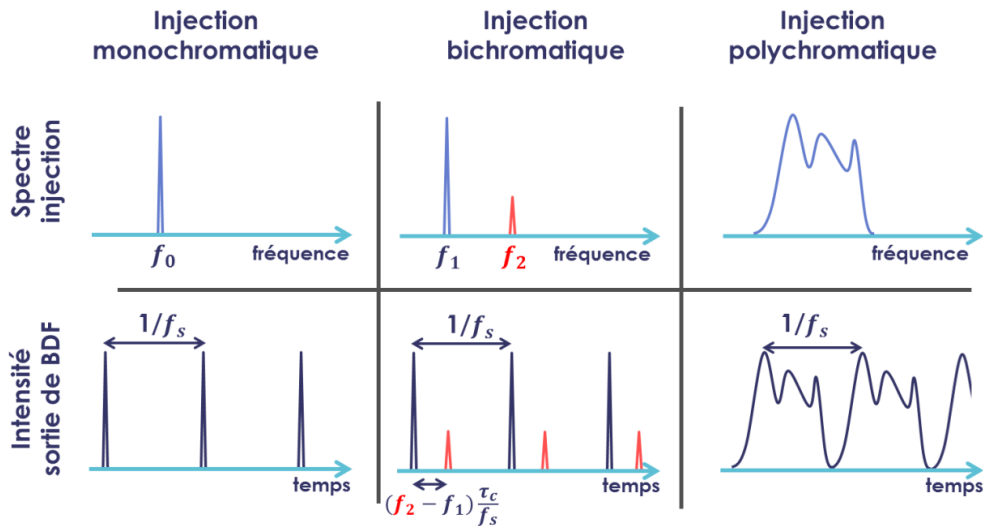 Injection
monochromatique
Injection
bichromatique
Injection
polychromatique
Spectre
injection
fréquence
f₀
fréquence
f₁
f₂
fréquence
Intensité
sortie de BDF
1/fₛ
temps
1/fₛ
temps
(f₂ − f₁) τ_c/fₛ
1/fₛ
temps